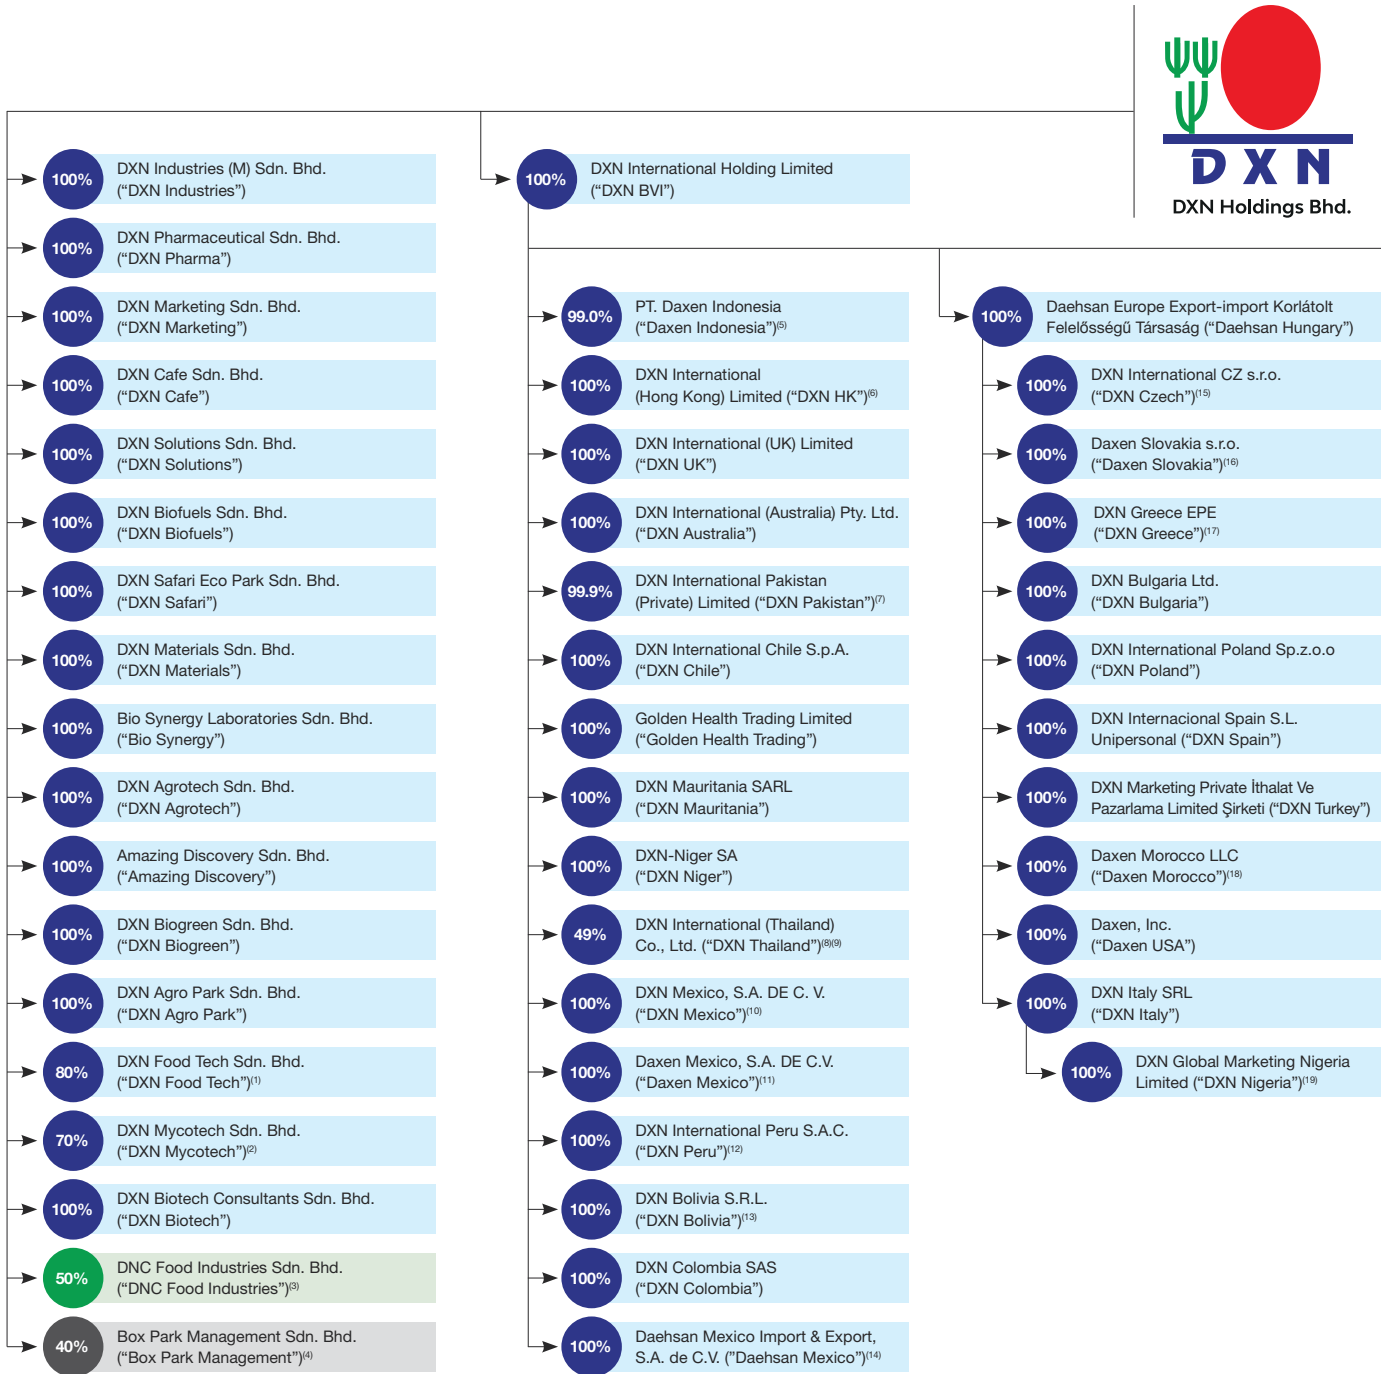 DXN
DXN Holdings Bhd.
100%
DXN Industries (M) Sdn. Bhd.
(“DXN Industries”)
100%
DXN Pharmaceutical Sdn. Bhd.
(“DXN Pharma”)
100%
DXN Marketing Sdn. Bhd.
(“DXN Marketing”)
100%
DXN Cafe Sdn. Bhd.
(“DXN Cafe”)
100%
DXN Solutions Sdn. Bhd.
(“DXN Solutions”)
100%
DXN Biofuels Sdn. Bhd.
(“DXN Biofuels”)
100%
DXN Safari Eco Park Sdn. Bhd.
(“DXN Safari”)
100%
DXN Materials Sdn. Bhd.
(“DXN Materials”)
100%
Bio Synergy Laboratories Sdn. Bhd.
(“Bio Synergy”)
100%
DXN Agrotech Sdn. Bhd.
(“DXN Agrotech”)
100%
Amazing Discovery Sdn. Bhd.
(“Amazing Discovery”)
100%
DXN Biogreen Sdn. Bhd.
(“DXN Biogreen”)
100%
DXN Agro Park Sdn. Bhd.
(“DXN Agro Park”)
80%
DXN Food Tech Sdn. Bhd.
(“DXN Food Tech”)(1)
70%
DXN Mycotech Sdn. Bhd.
(“DXN Mycotech”)(2)
100%
DXN Biotech Consultants Sdn. Bhd.
(“DXN Biotech”)
50%
DNC Food Industries Sdn. Bhd.
(“DNC Food Industries”)(3)
40%
Box Park Management Sdn. Bhd.
(“Box Park Management”)(4)
100%
DXN International Holding Limited
(“DXN BVI”)
99.0%
PT. Daxen Indonesia
(“Daxen Indonesia”)(5)
100%
DXN International
(Hong Kong) Limited (“DXN HK”)(6)
100%
DXN International (UK) Limited
(“DXN UK”)
100%
DXN International (Australia) Pty. Ltd.
(“DXN Australia”)
99.9%
DXN International Pakistan
(Private) Limited (“DXN Pakistan”)(7)
100%
DXN International Chile S.p.A.
(“DXN Chile”)
100%
Golden Health Trading Limited
(“Golden Health Trading”)
100%
DXN Mauritania SARL
(“DXN Mauritania”)
100%
DXN-Niger SA
(“DXN Niger”)
49%
DXN International (Thailand)
Co., Ltd. (“DXN Thailand”)(8)(9)
100%
DXN Mexico, S.A. DE C. V.
(“DXN Mexico”)(10)
100%
Daxen Mexico, S.A. DE C.V.
(“Daxen Mexico”)(11)
100%
DXN International Peru S.A.C.
(“DXN Peru”)(12)
100%
DXN Bolivia S.R.L.
(“DXN Bolivia”)(13)
100%
DXN Colombia SAS
(“DXN Colombia”)
100%
Daehsan Mexico Import & Export,
S.A. de C.V. ("Daehsan Mexico”)(14)
100%
Daehsan Europe Export-import Korlátolt
Felelősségű Társaság (“Daehsan Hungary”)
100%
DXN International CZ s.r.o.
(“DXN Czech”)(15)
100%
Daxen Slovakia s.r.o.
(“Daxen Slovakia”)(16)
100%
DXN Greece EPE
(“DXN Greece”)(17)
100%
DXN Bulgaria Ltd.
(“DXN Bulgaria”)
100%
DXN International Poland Sp.z.o.o
(“DXN Poland”)
100%
DXN Internacional Spain S.L.
Unipersonal (“DXN Spain”)
100%
DXN Marketing Private İthalat Ve
Pazarlama Limited Şirketi (“DXN Turkey”)
100%
Daxen Morocco LLC
(“Daxen Morocco”)(18)
100%
Daxen, Inc.
(“Daxen USA”)
100%
DXN Italy SRL
(“DXN Italy”)
100%
DXN Global Marketing Nigeria
Limited (“DXN Nigeria”)(19)